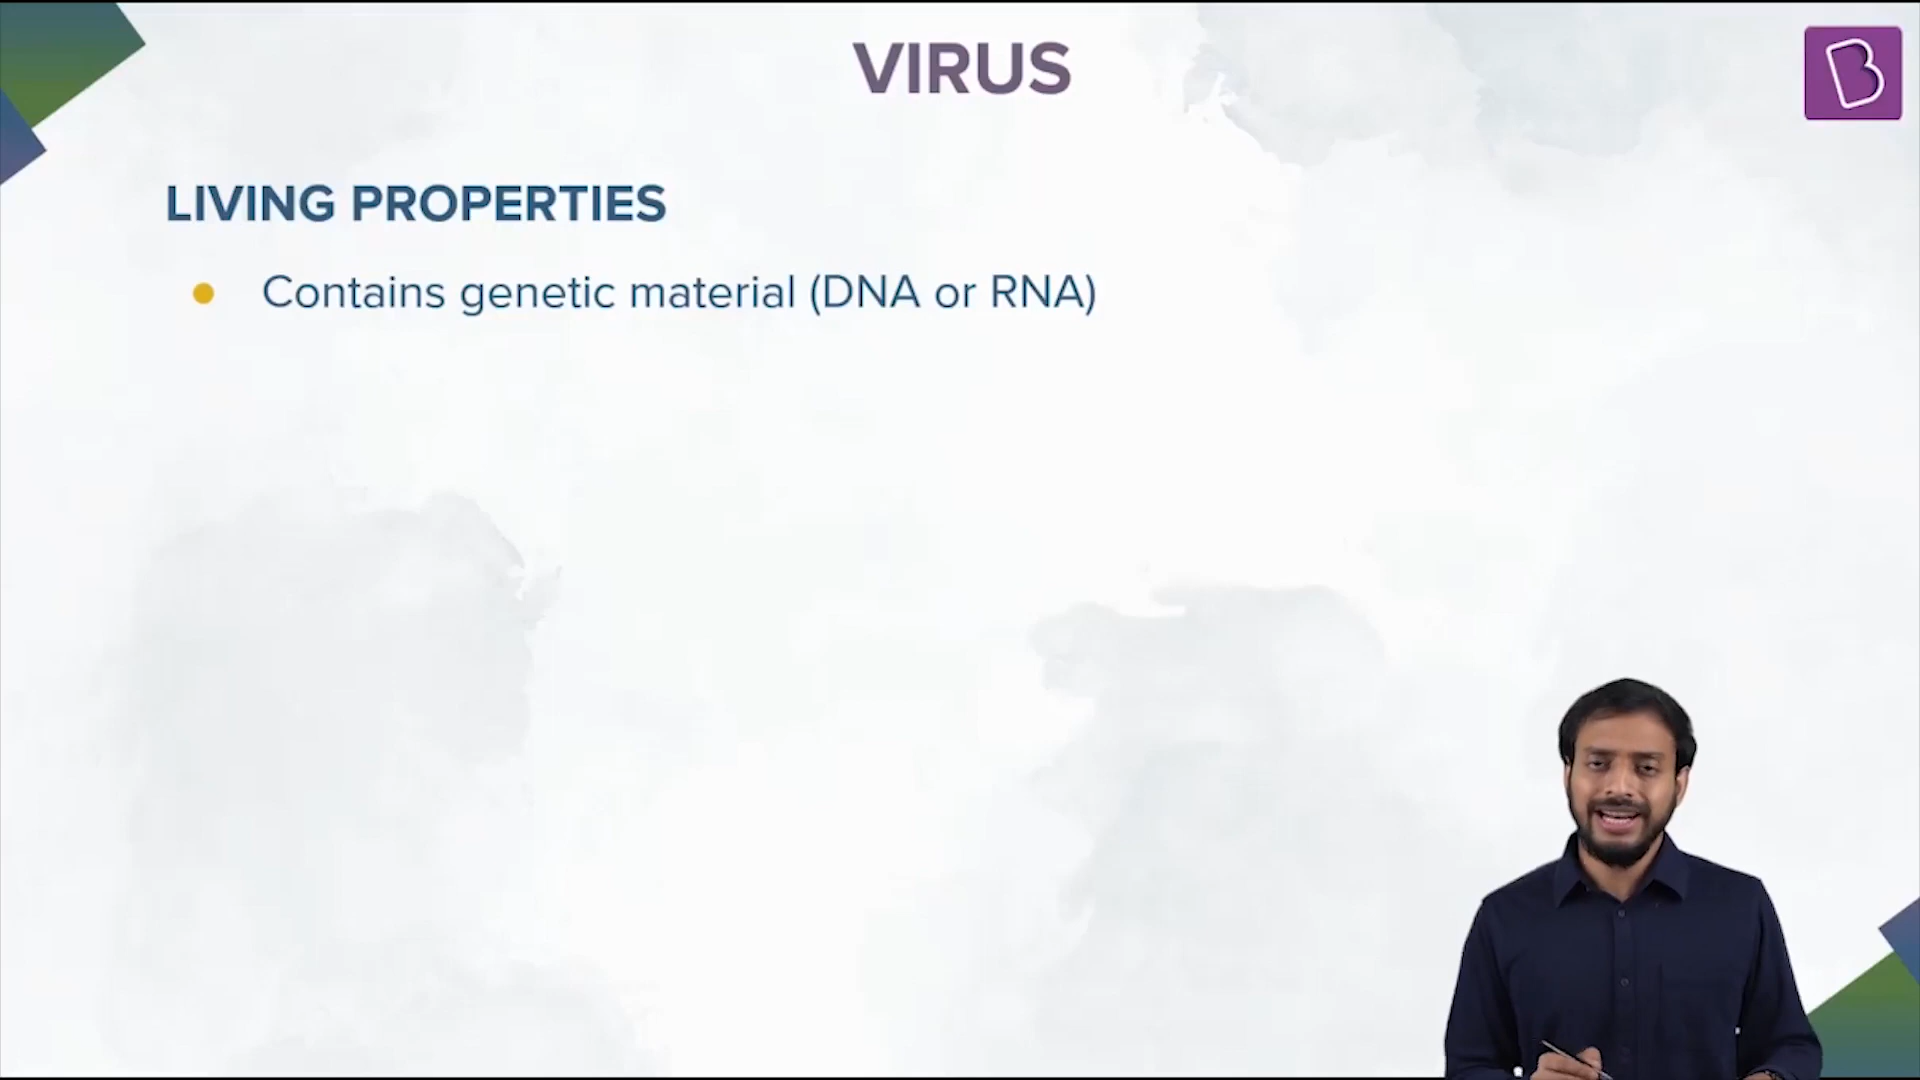 VIRUS
B
LIVING PROPERTIES
Contains genetic material (DNA or RNA)